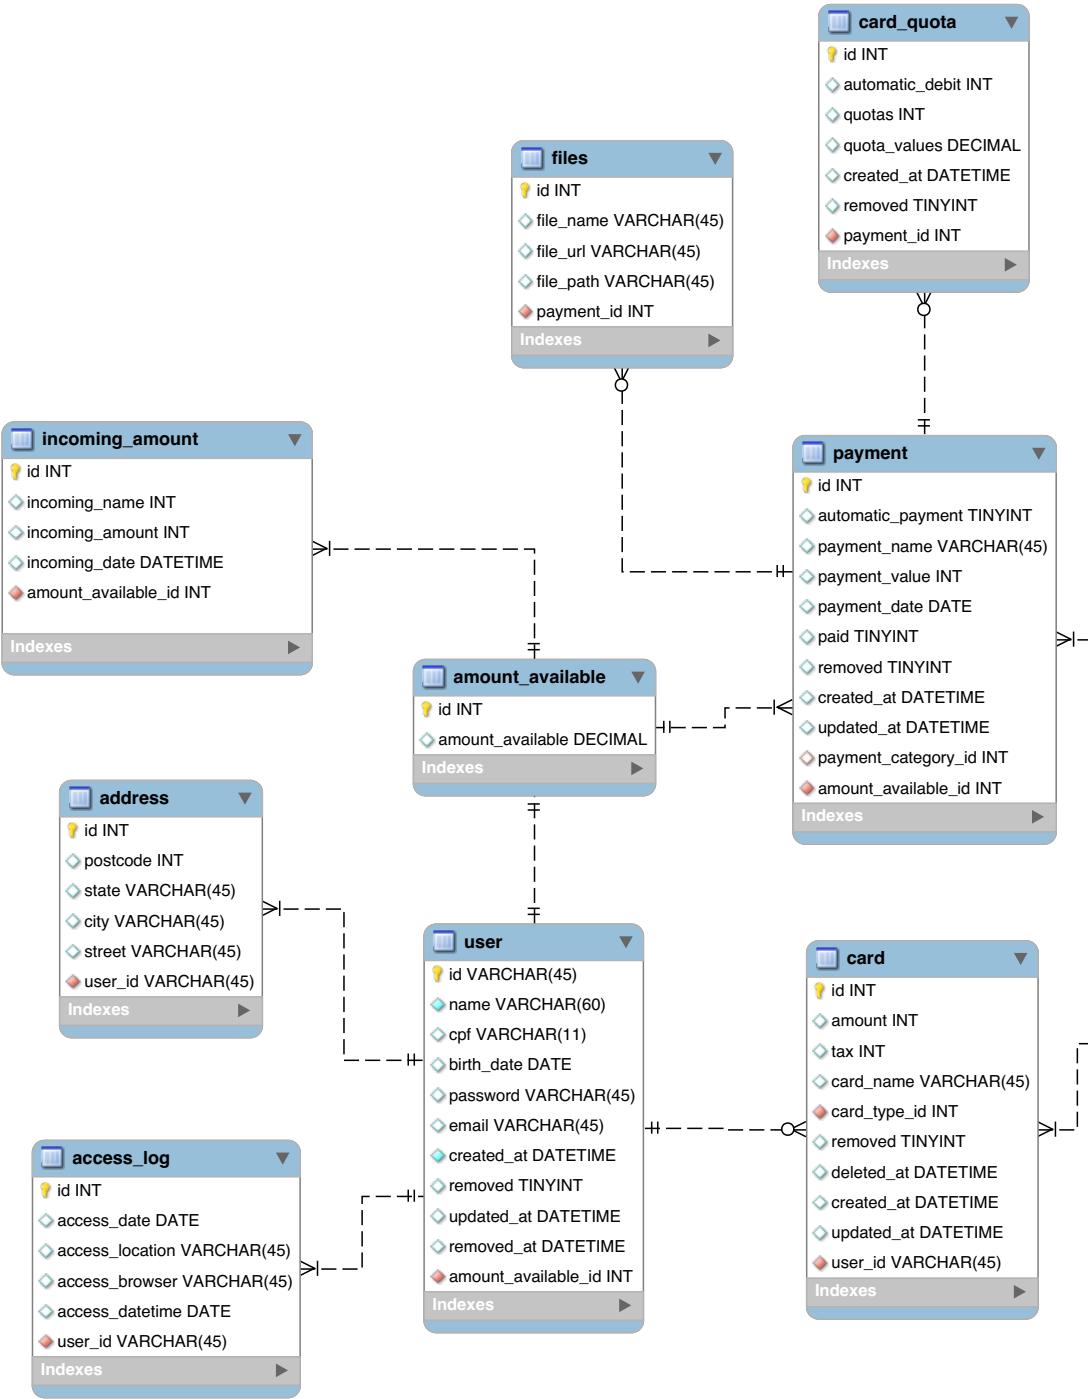 card_quota
id INT
automatic_debit INT
quotas INT
quota_values DECIMAL
created_at DATETIME
removed TINYINT
payment_id INT
Indexes
files
id INT
file_name VARCHAR(45)
file_url VARCHAR(45)
file_path VARCHAR(45)
payment_id INT
Indexes
incoming_amount
id INT
incoming_name INT
incoming_amount INT
incoming_date DATETIME
amount_available_id INT
Indexes
payment
id INT
automatic_payment TINYINT
payment_name VARCHAR(45)
payment_value INT
payment_date DATE
paid TINYINT
removed TINYINT
created_at DATETIME
updated_at DATETIME
payment_category_id INT
amount_available_id INT
Indexes
amount_available
id INT
amount_available DECIMAL
Indexes
address
id INT
postcode INT
state VARCHAR(45)
city VARCHAR(45)
street VARCHAR(45)
user_id VARCHAR(45)
Indexes
user
id VARCHAR(45)
name VARCHAR(60)
cpf VARCHAR(11)
birth_date DATE
password VARCHAR(45)
email VARCHAR(45)
created_at DATETIME
removed TINYINT
updated_at DATETIME
removed_at DATETIME
amount_available_id INT
Indexes
card
id INT
amount INT
tax INT
card_name VARCHAR(45)
card_type_id INT
removed TINYINT
deleted_at DATETIME
created_at DATETIME
updated_at DATETIME
user_id VARCHAR(45)
Indexes
access_log
id INT
access_date DATE
access_location VARCHAR(45)
access_browser VARCHAR(45)
access_datetime DATE
user_id VARCHAR(45)
Indexes